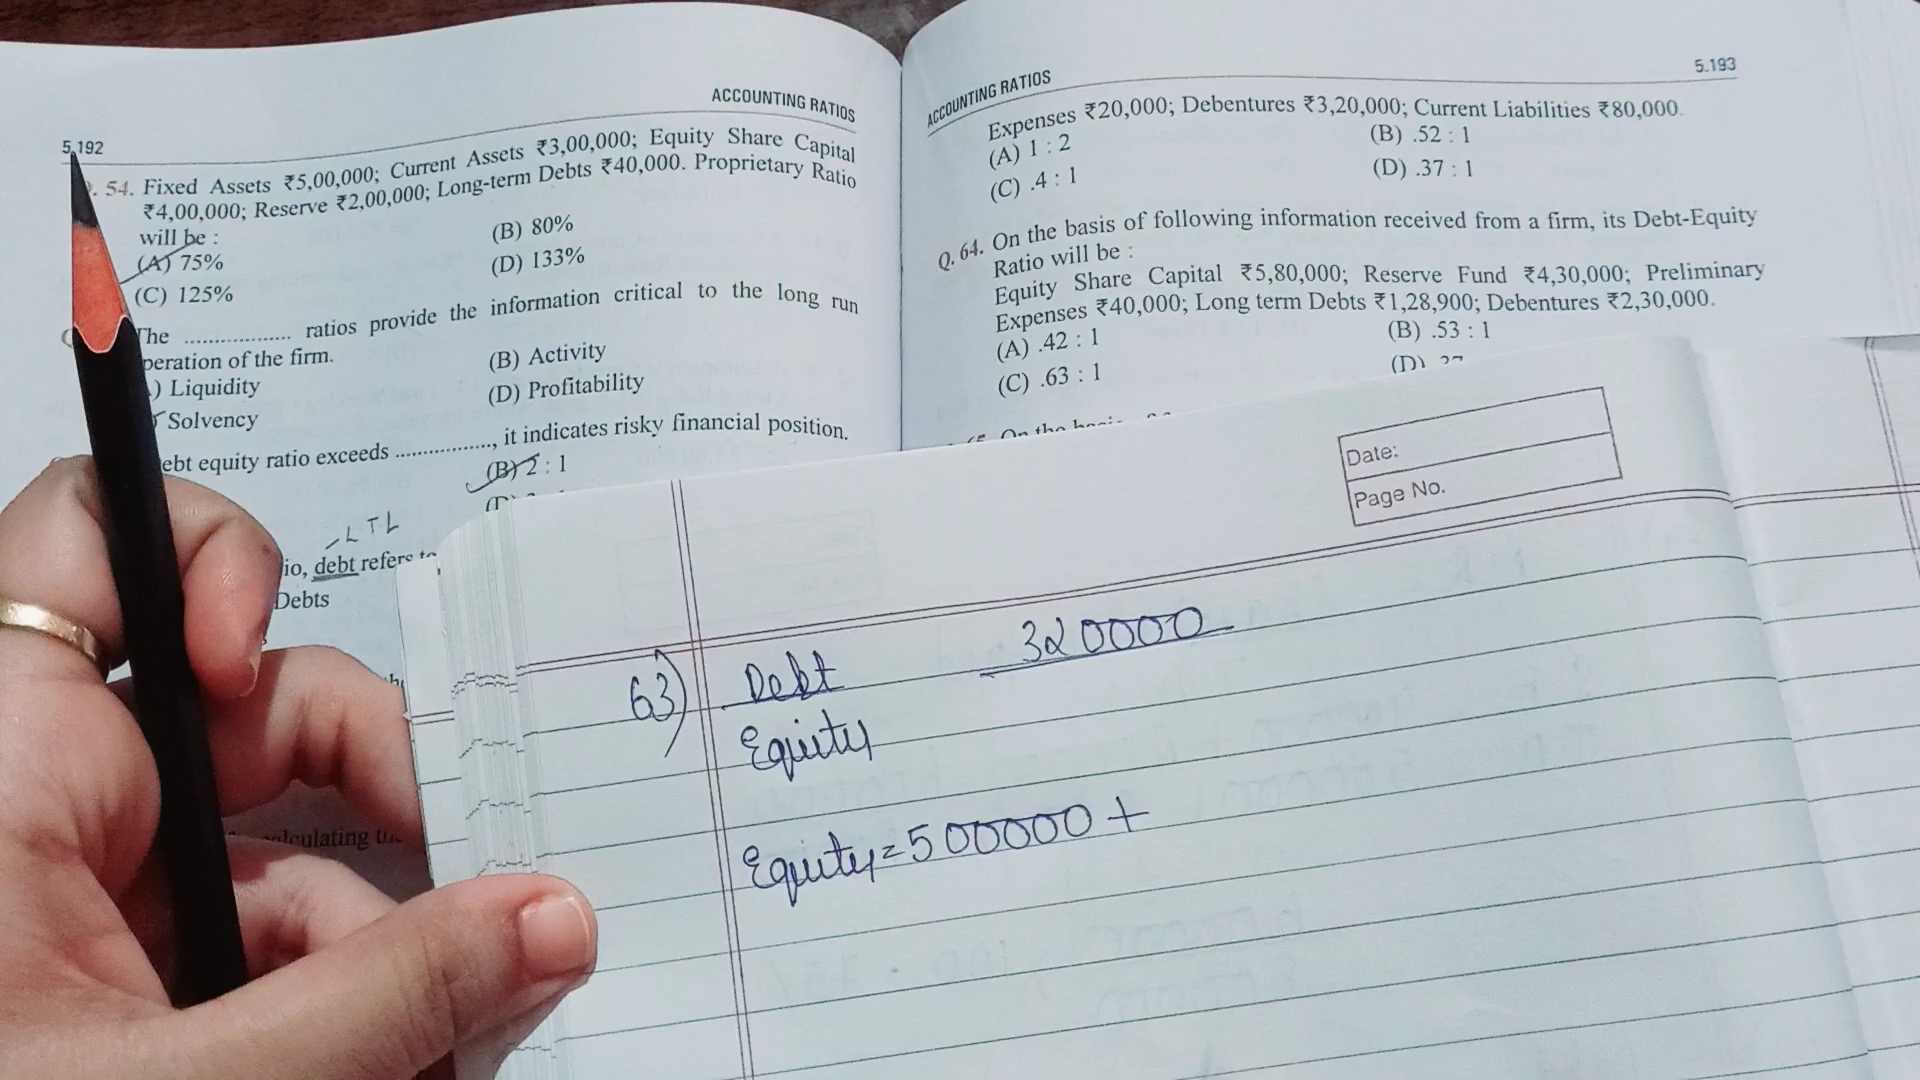 5.192
ACCOUNTING RATIOS
. 54. Fixed Assets ₹5,00,000; Current Assets ₹3,00,000; Equity Share Capital
₹4,00,000; Reserve ₹2,00,000; Long-term Debts ₹40,000. Proprietary Ratio
will be :
(A) 75%
(B) 80%
(C) 125%
(D) 133%
The ................. ratios provide the information critical to the long run
peration of the firm.
) Liquidity
(B) Activity
Solvency
(D) Profitability
ebt equity ratio exceeds ................., it indicates risky financial position.
(B) 2 : 1
LTL
io, debt refers to
Debts
alculating
ACCOUNTING RATIOS
5.193
Expenses ₹20,000; Debentures ₹3,20,000; Current Liabilities ₹80,000.
(A) 1 : 2
(B) .52 : 1
(C) .4 : 1
(D) .37 : 1
Q. 64. On the basis of following information received from a firm, its Debt-Equity
Ratio will be :
Equity Share Capital ₹5,80,000; Reserve Fund ₹4,30,000; Preliminary
Expenses ₹40,000; Long term Debts ₹1,28,900; Debentures ₹2,30,000.
(A) .42 : 1
(B) .53 : 1
(C) .63 : 1
(D)
On the
Date:
Page No.
63) Debt 320000
Equity
Equity = 500000 +